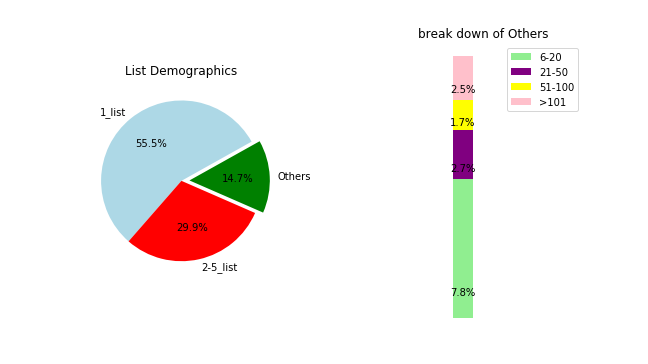 List Demographics
1_list
55.5%
14.7%
Others
29.9%
2-5_list
break down of Others
6-20
21-50
51-100
>101
2.5%
1.7%
2.7%
7.8%